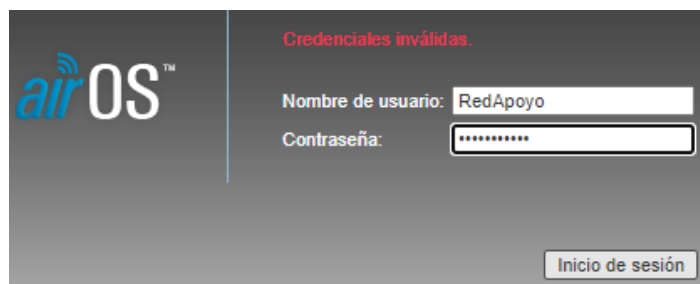 Credenciales inválidas.
airOS™
Nombre de usuario: RedApoyo
Contraseña: •••••••••••
Inicio de sesión